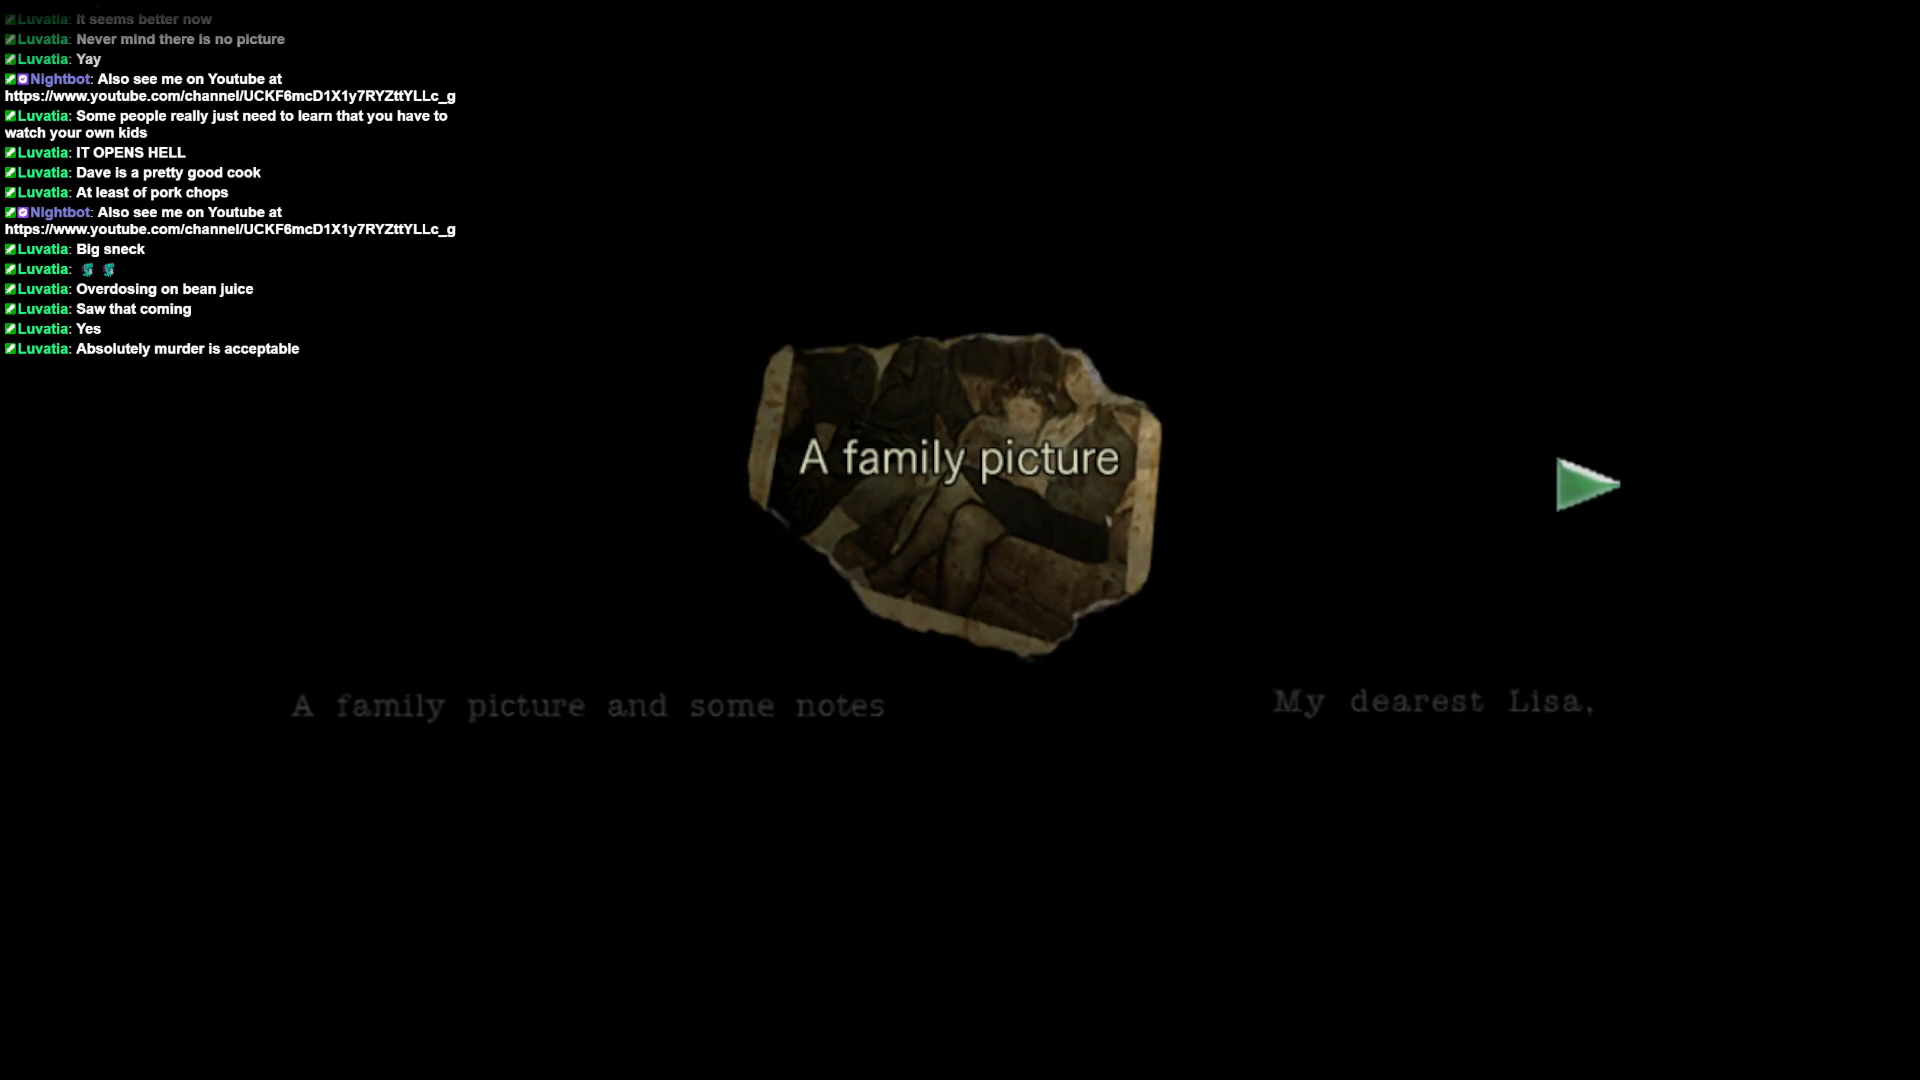 Luvatia: It seems better now
Luvatia: Never mind there is no picture
Luvatia: Yay
Nightbot: Also see me on Youtube at
https://www.youtube.com/channel/UCKF6mcD1X1y7RYZttYLLc_g
Luvatia: Some people really just need to learn that you have to
watch your own kids
Luvatia: IT OPENS HELL
Luvatia: Dave is a pretty good cook
Luvatia: At least of pork chops
Nightbot: Also see me on Youtube at
https://www.youtube.com/channel/UCKF6mcD1X1y7RYZttYLLc_g
Luvatia: Big sneck
Luvatia:
Luvatia: Overdosing on bean juice
Luvatia: Saw that coming
Luvatia: Yes
Luvatia: Absolutely murder is acceptable
A family picture
A family picture and some notes
My dearest Lisa,